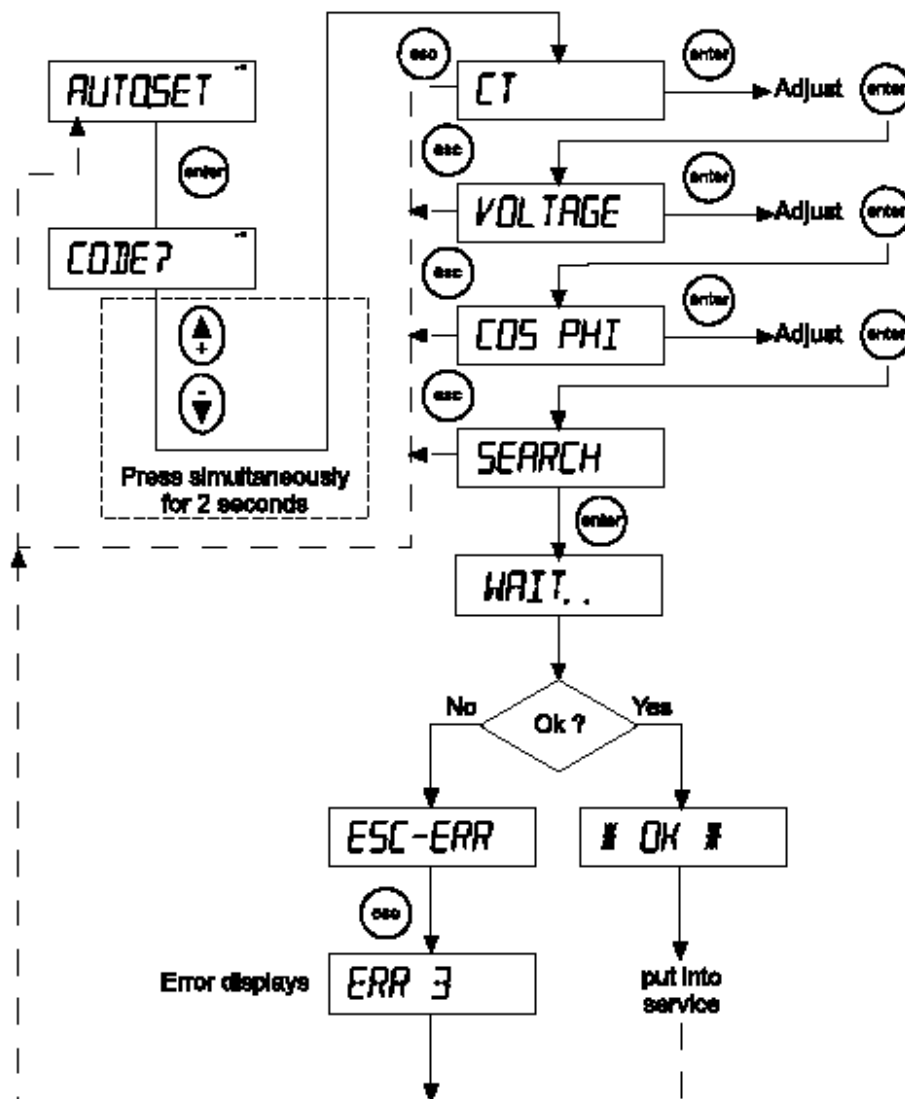 AUTOSET
enter
CODE?
+
-
Press simultaneously
for 2 seconds
esc
CT
enter
Adjust
enter
esc
VOLTAGE
enter
Adjust
enter
esc
COS PHI
enter
Adjust
enter
esc
SEARCH
enter
WAIT..
No
Ok ?
Yes
ESC-ERR
# OK #
esc
Error displays
ERR 3
put into
service